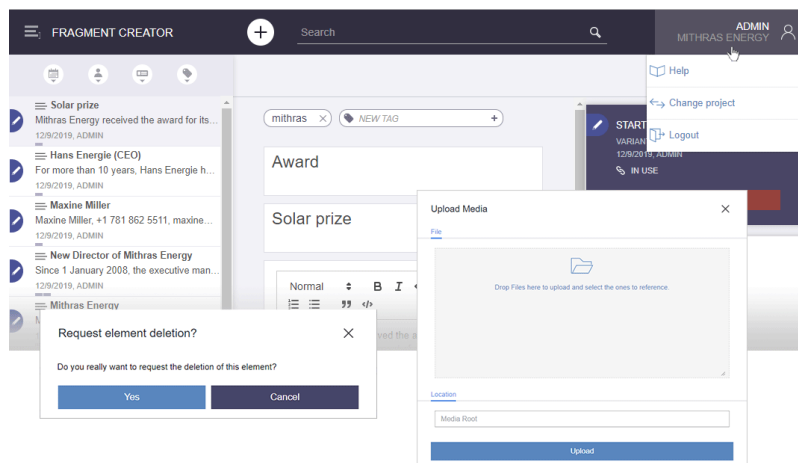 FRAGMENT CREATOR
Search
ADMIN
MITHRAS ENERGY
Help
Change project
Logout
Solar prize
Mithras Energy received the award for its…
12/9/2019, ADMIN
Hans Energie (CEO)
For more than 10 years, Hans Energie h…
12/9/2019, ADMIN
Maxine Miller
Maxine Miller, +1 781 862 5511, maxine…
12/9/2019, ADMIN
New Director of Mithras Energy
Since 1 January 2008, the executive man…
12/9/2019, ADMIN
Mithras Energy
mithras
NEW TAG
Award
Solar prize
Normal
B I
START
VARIAN
12/9/2019, ADMIN
IN USE
Request element deletion?
Do you really want to request the deletion of this element?
Yes
Cancel
Upload Media
File
Drop Files here to upload and select the ones to reference.
Location
Media Root
Upload